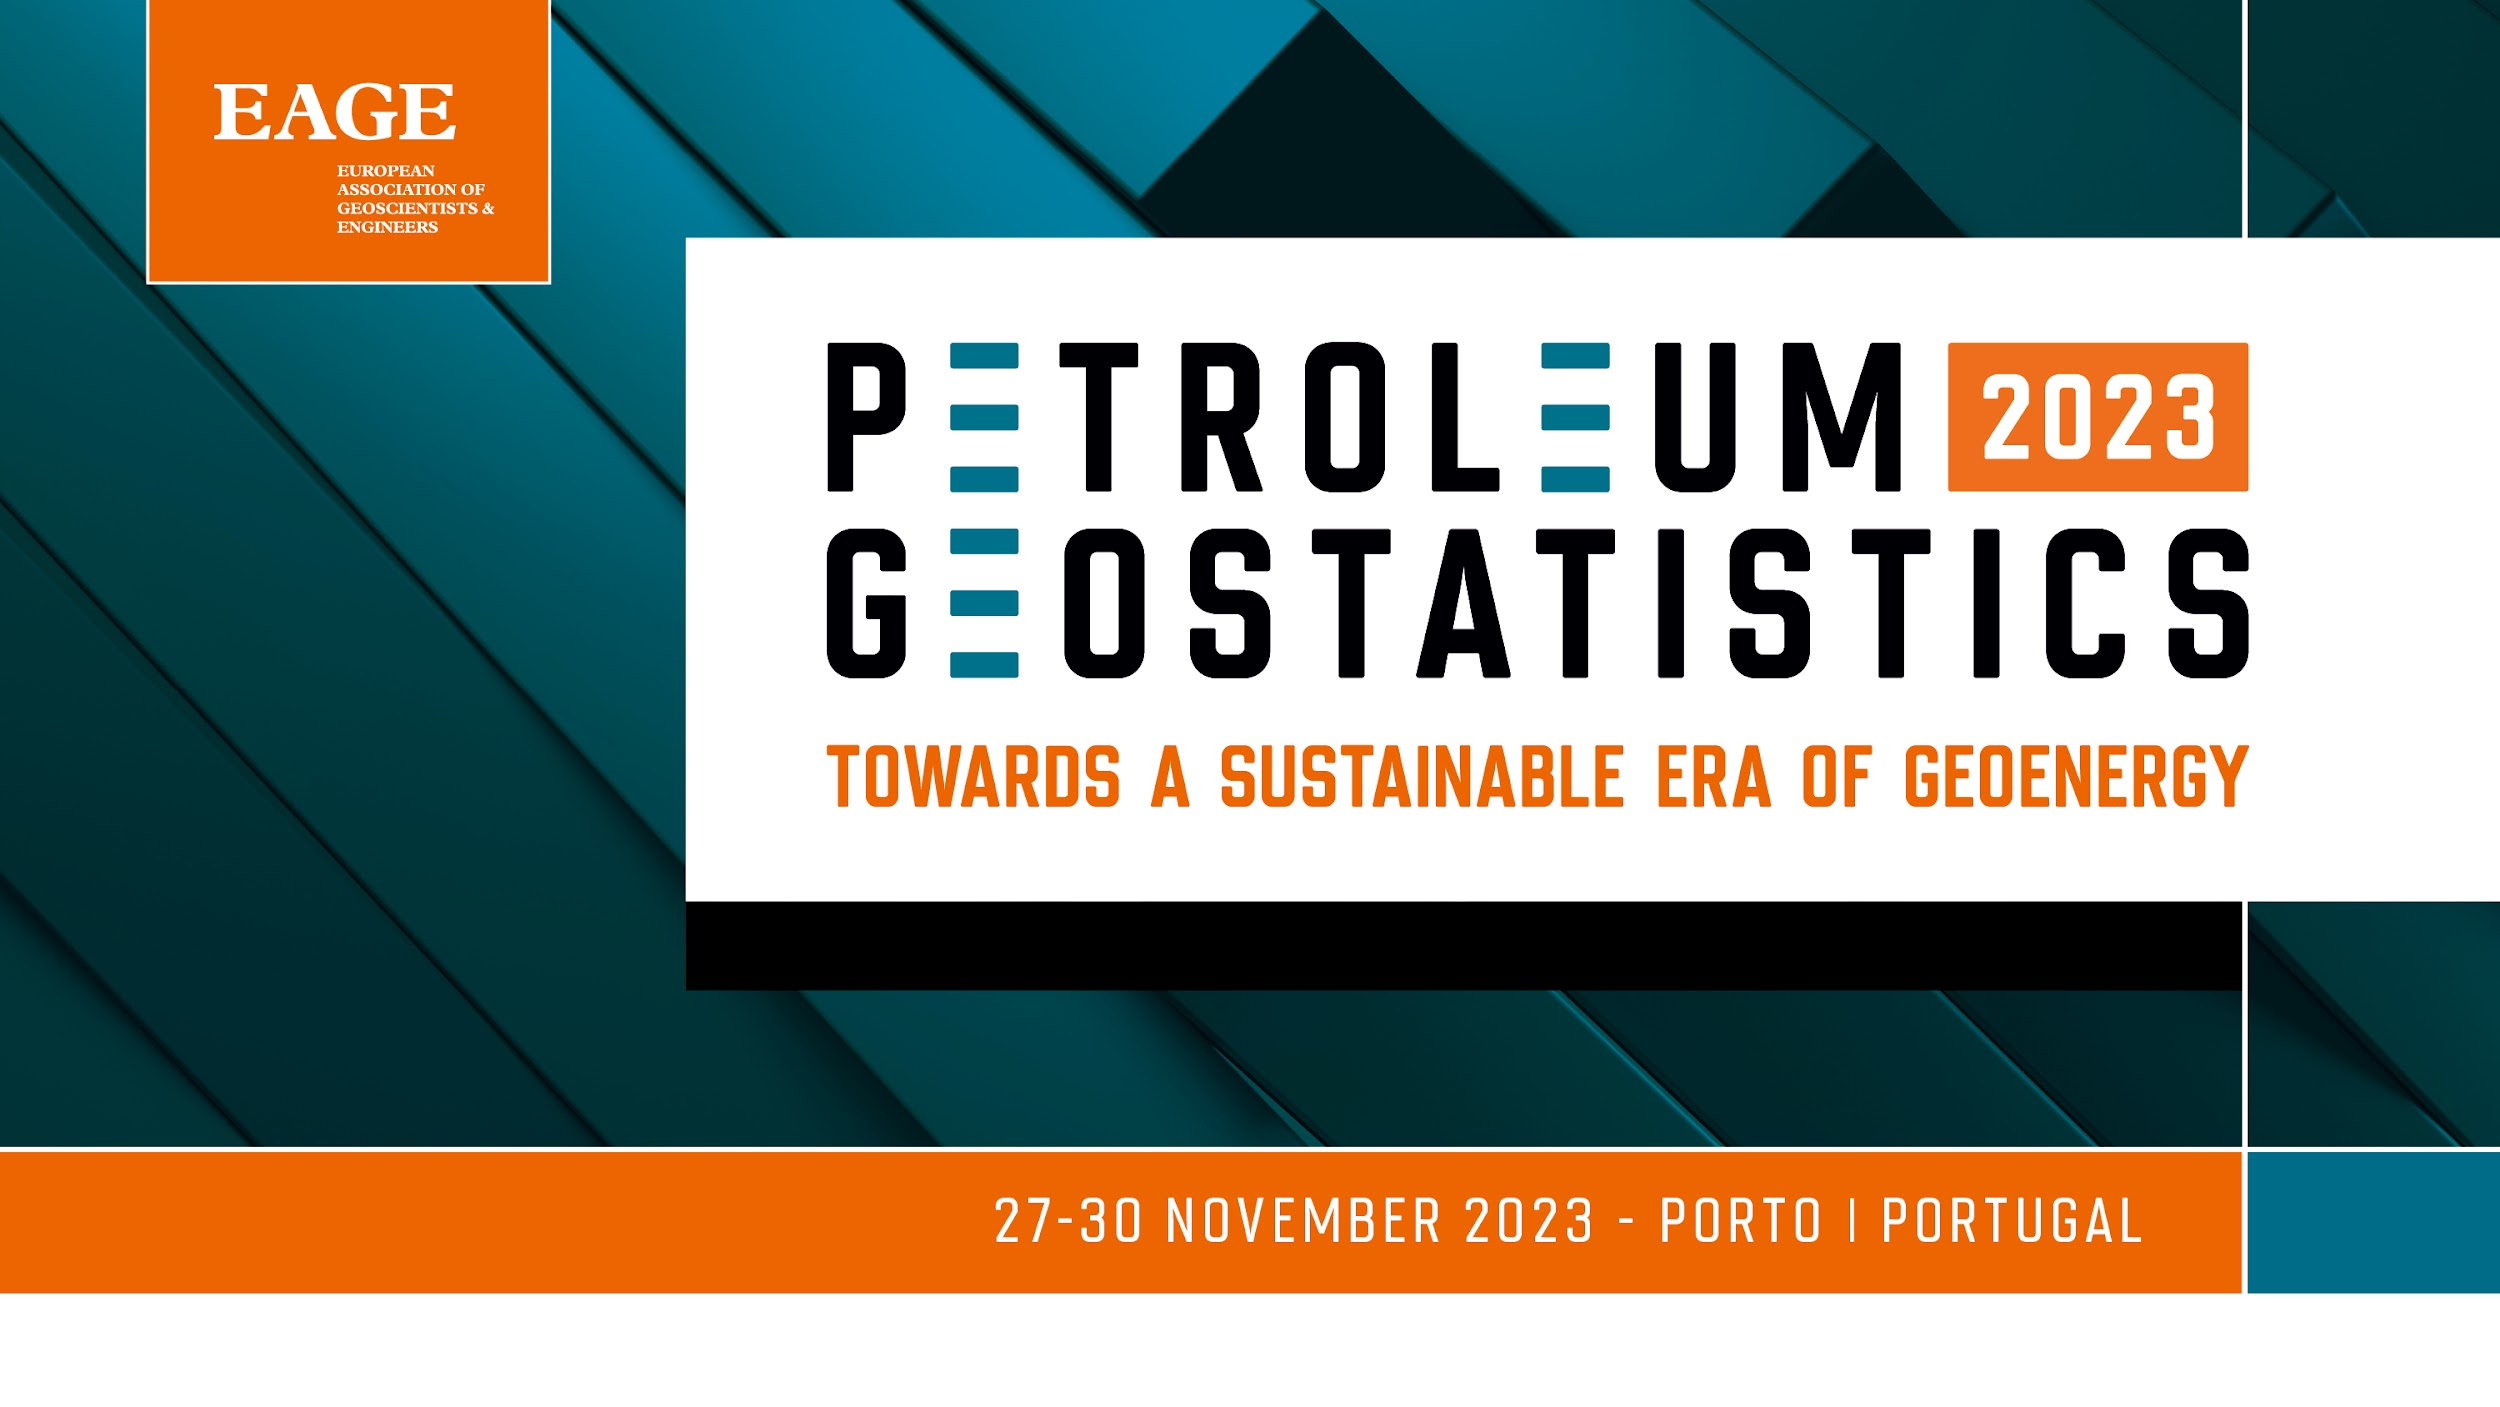 EAGE
EUROPEAN
ASSOCIATION OF
GEOSCIENTISTS &
ENGINEERS
PETROLEUM 2023
GEOSTATISTICS
TOWARDS A SUSTAINABLE ERA OF GEOENERGY
27-30 NOVEMBER 2023 - PORTO | PORTUGAL